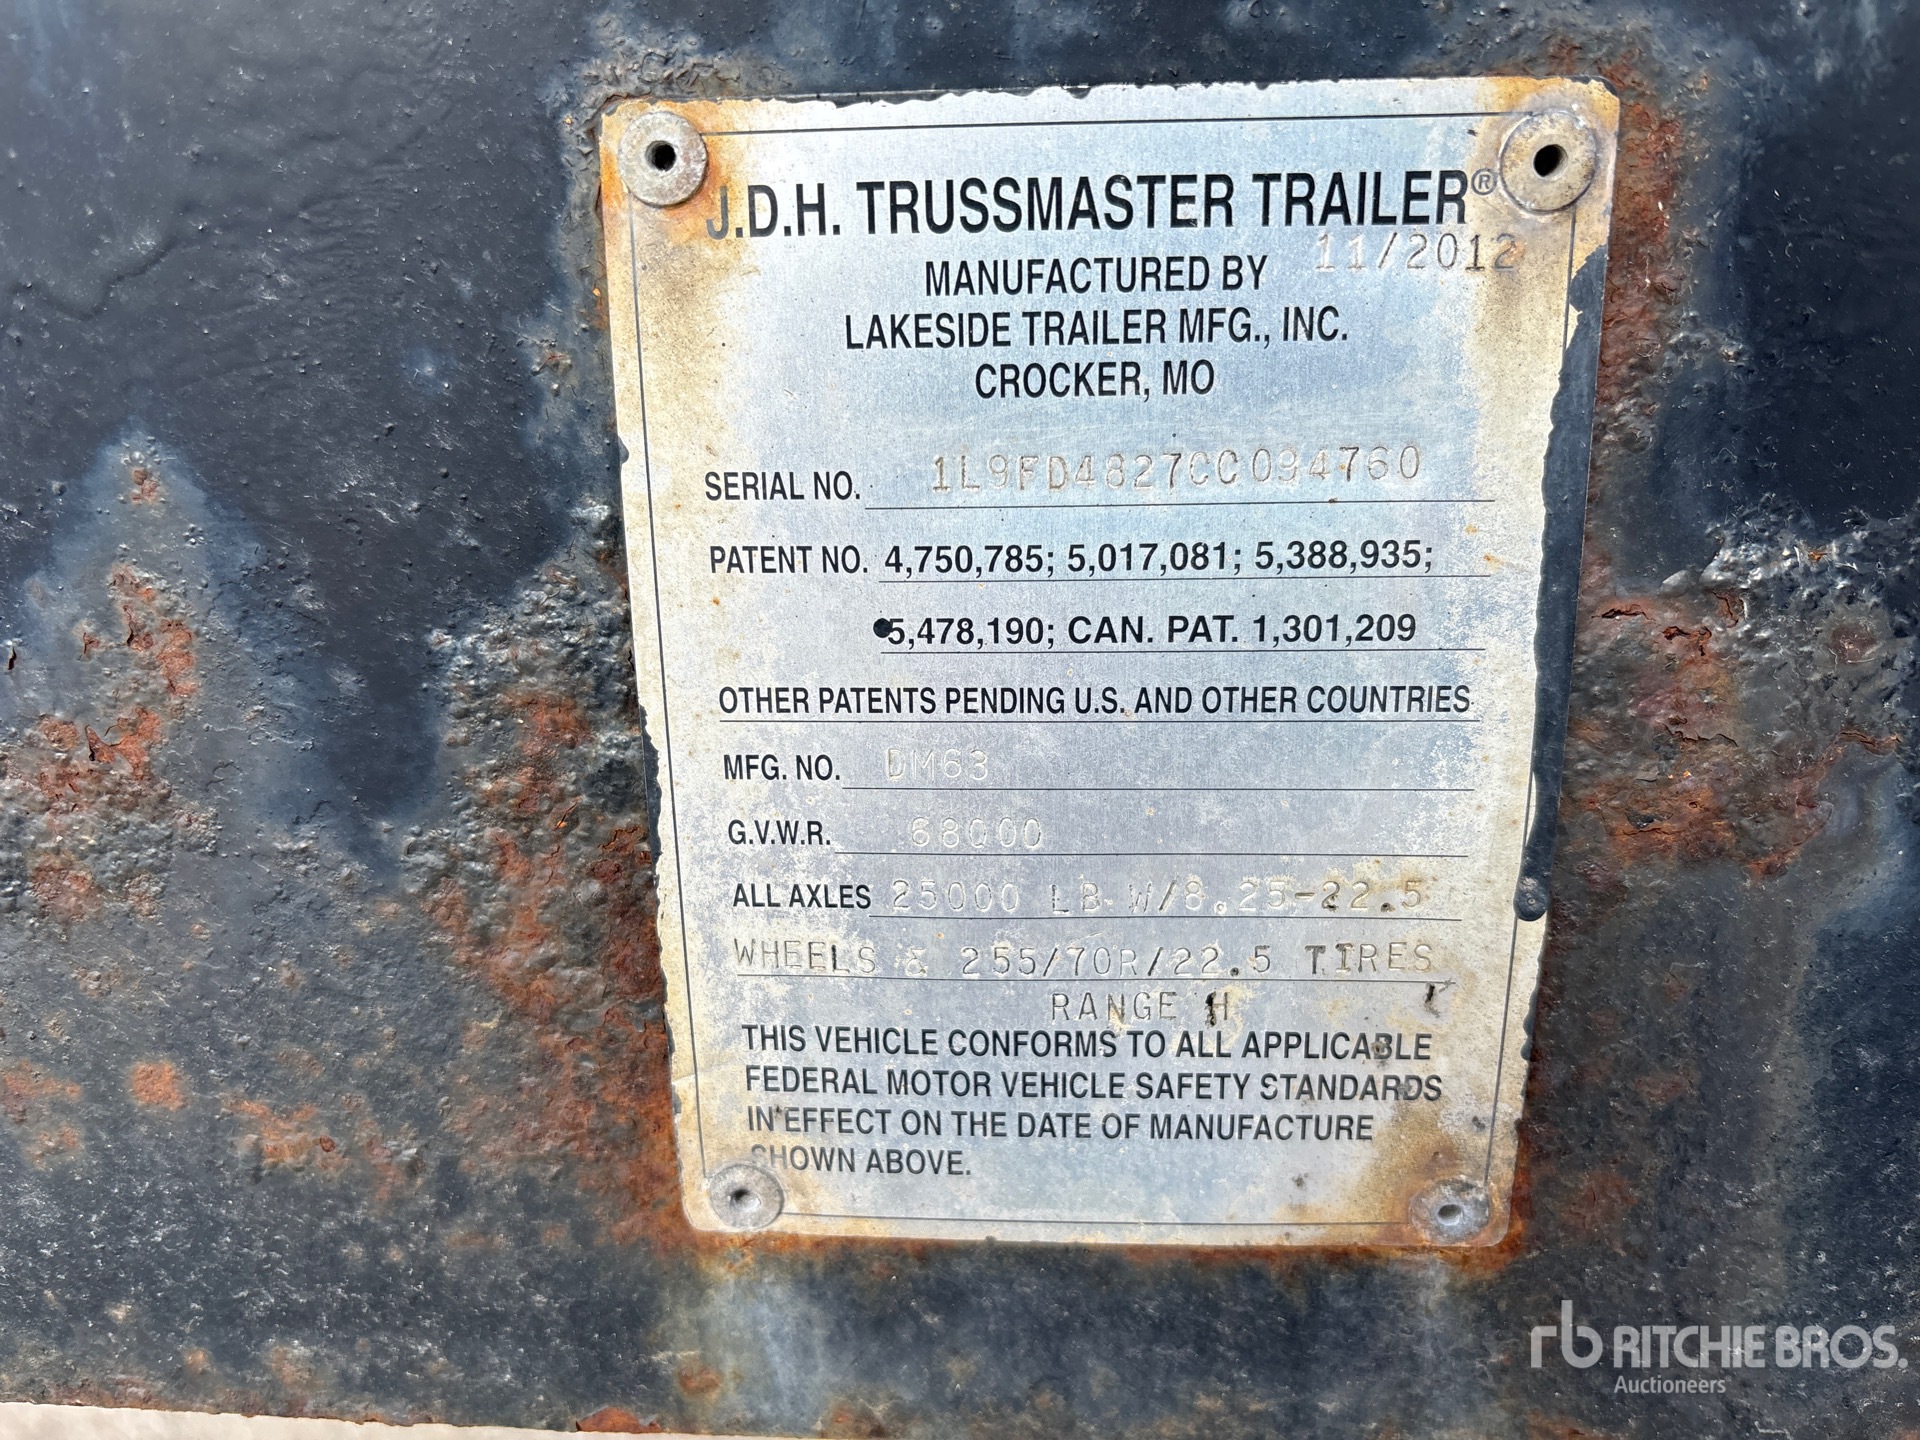 J.D.H. TRUSSMASTER TRAILER®
11/2012
MANUFACTURED BY
LAKESIDE TRAILER MFG., INC.
CROCKER, MO
SERIAL NO. 1L9FD4827CC094760
PATENT NO. 4,750,785; 5,017,081; 5,388,935;
5,478,190; CAN. PAT. 1,301,209
OTHER PATENTS PENDING U.S. AND OTHER COUNTRIES
MFG. NO. DM63
G.V.W.R. 68000
ALL AXLES 25000 LB W/8.25-22.5
WHEELS & 255/70R/22.5 TIRES
RANGE H
THIS VEHICLE CONFORMS TO ALL APPLICABLE
FEDERAL MOTOR VEHICLE SAFETY STANDARDS
IN EFFECT ON THE DATE OF MANUFACTURE
SHOWN ABOVE.
rb RITCHIE BROS.
Auctioneers